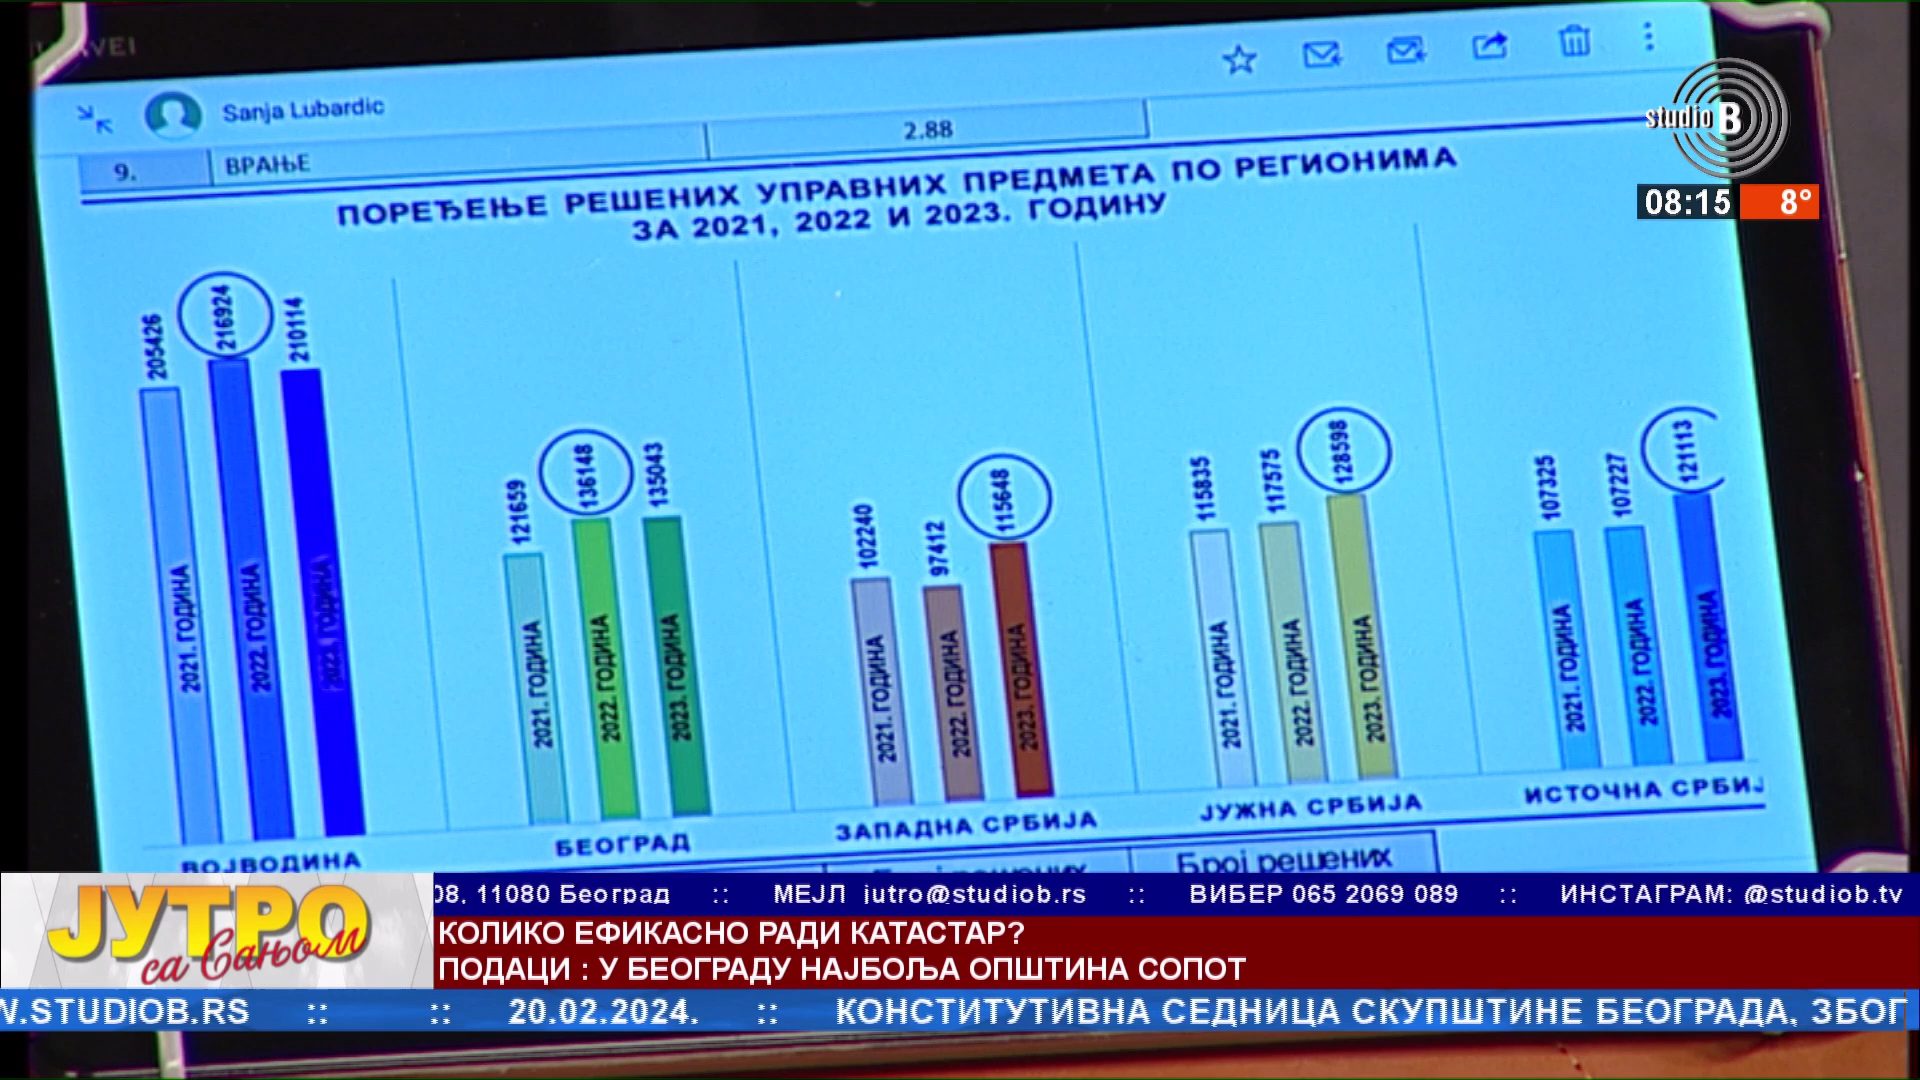 Sanja Lubardic
9. ВРАЊЕ 2.88
ПОРЕЂЕЊЕ РЕШЕНИХ УПРАВНИХ ПРЕДМЕТА ПО РЕГИОНИМА
ЗА 2021, 2022 И 2023. ГОДИНУ
studio B
08:15 8°
205426 216924 210114
121659 136148 135043
102240 97412 115648
115835 117575 128598
107325 107227 121113
2021. ГОДИНА 2022. ГОДИНА 2023. ГОДИНА
2021. ГОДИНА 2022. ГОДИНА 2023. ГОДИНА
2021. ГОДИНА 2022. ГОДИНА 2023. ГОДИНА
2021. ГОДИНА 2022. ГОДИНА 2023. ГОДИНА
2021. ГОДИНА 2022. ГОДИНА 2023. ГОДИНА
ВОЈВОДИНА БЕОГРАД ЗАПАДНА СРБИЈА ЈУЖНА СРБИЈА ИСТОЧНА СРБИЈ
Број решених
ЈУТРО
са Сањом
08, 11080 Београд :: МЕЈЛ jutro@studiob.rs :: ВИБЕР 065 2069 089 :: ИНСТАГРАМ: @studiob.tv
КОЛИКО ЕФИКАСНО РАДИ КАТАСТАР?
ПОДАЦИ : У БЕОГРАДУ НАЈБОЉА ОПШТИНА СОПОТ
W.STUDIOB.RS :: :: 20.02.2024. :: КОНСТИТУТИВНА СЕДНИЦА СКУПШТИНЕ БЕОГРАДА, ЗБОГ